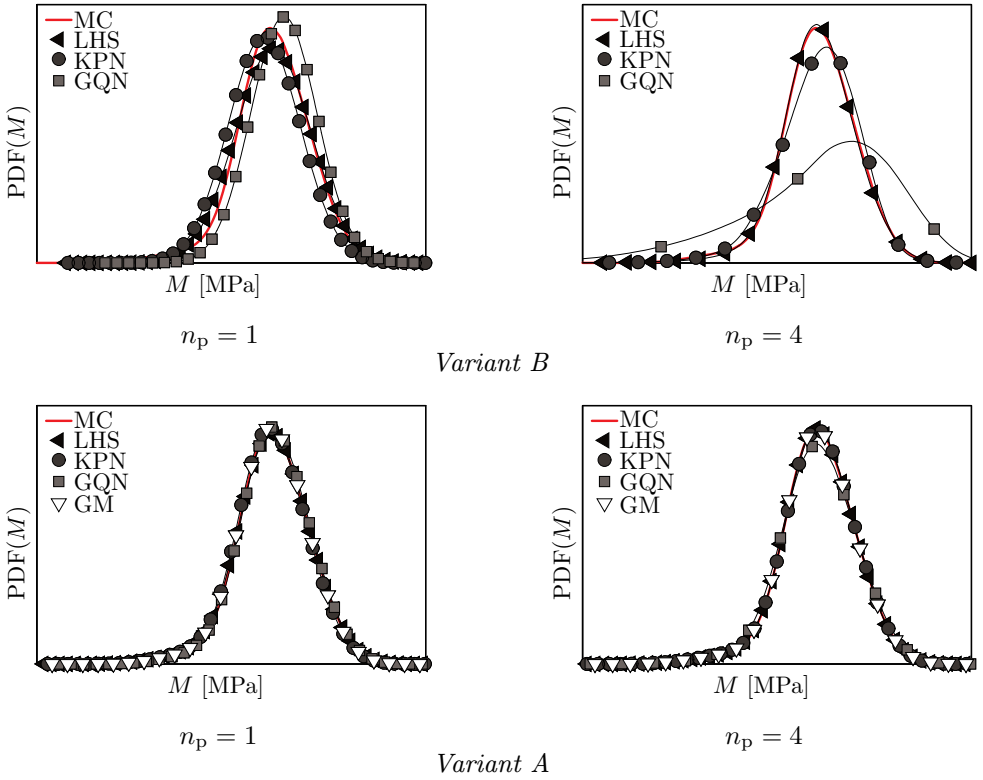 MC
LHS
KPN
GQN
PDF(M)
M [MPa]
n_p = 1
MC
LHS
KPN
GQN
PDF(M)
M [MPa]
n_p = 4
Variant B
MC
LHS
KPN
GQN
GM
PDF(M)
M [MPa]
n_p = 1
MC
LHS
KPN
GQN
GM
PDF(M)
M [MPa]
n_p = 4
Variant A